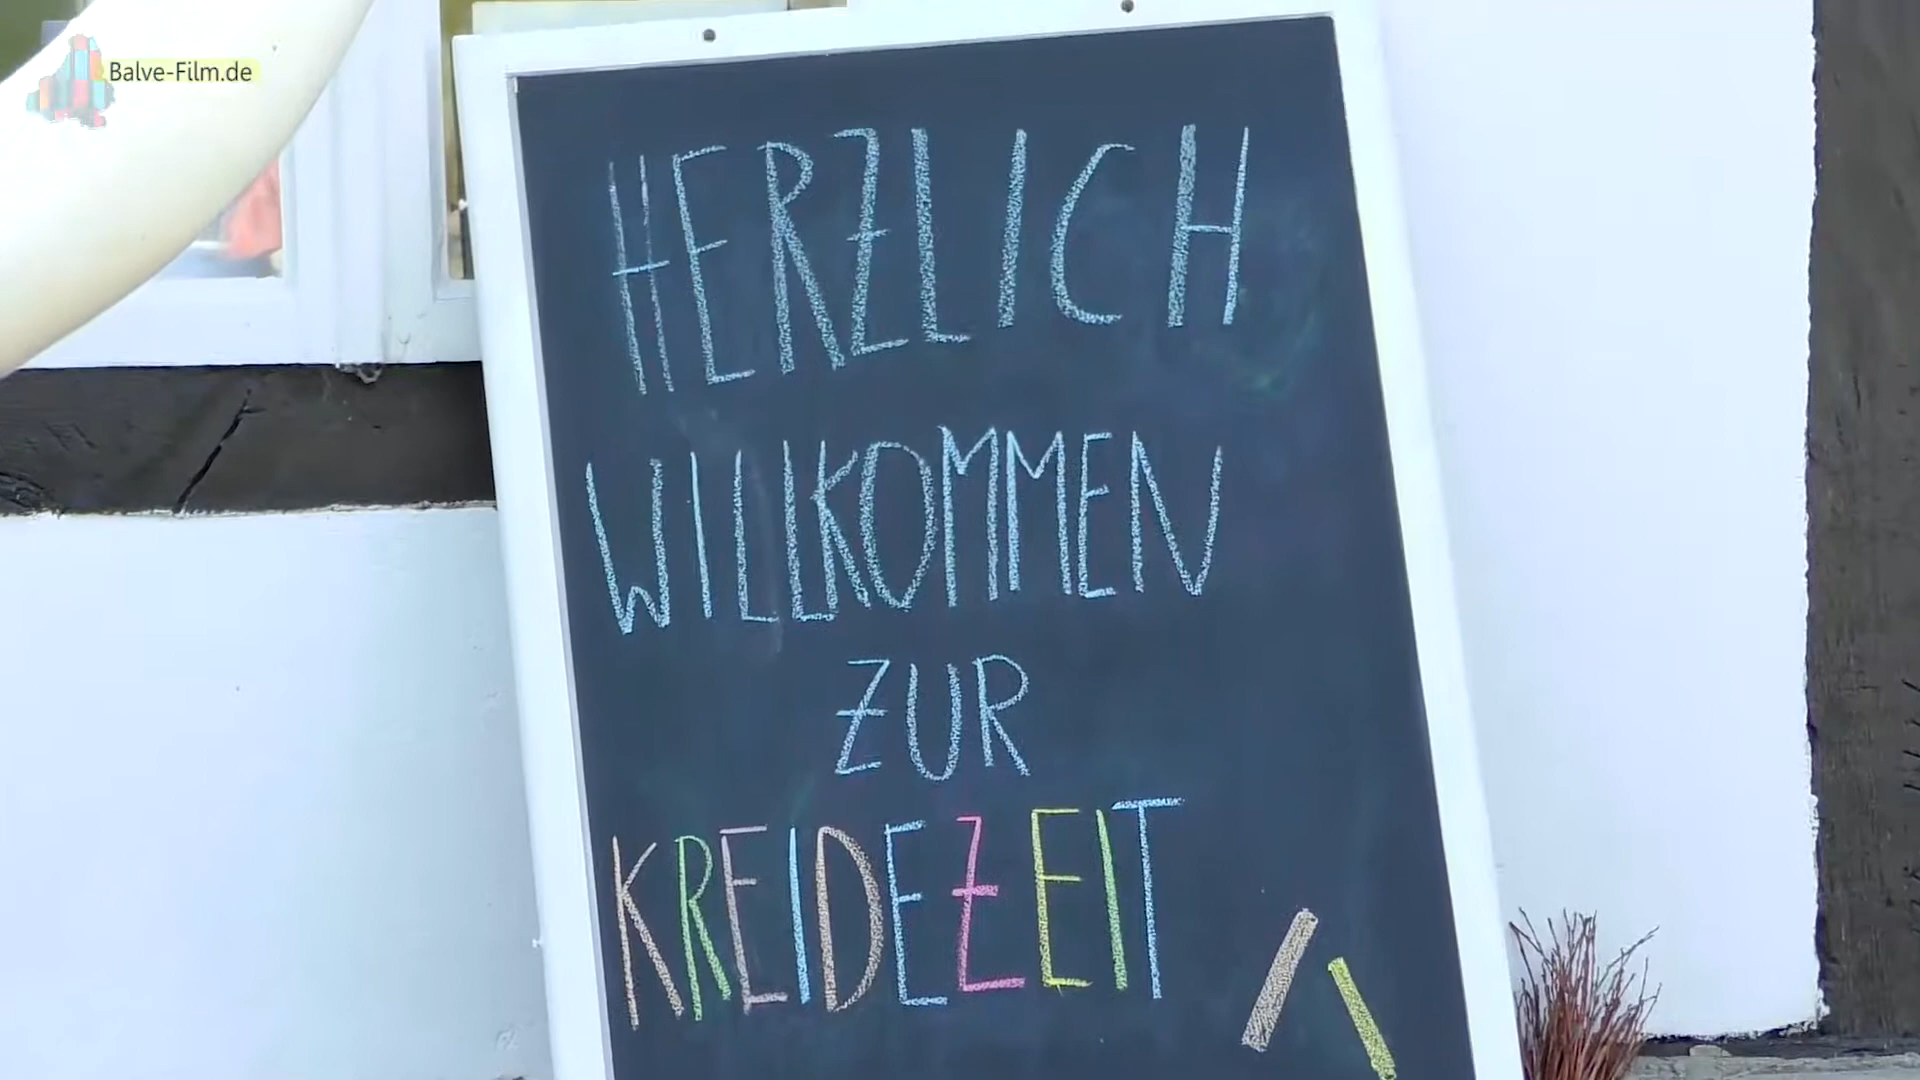 Balve-Film.de
HERZLICH
WILLKOMMEN
ZUR
KREIDEZEIT